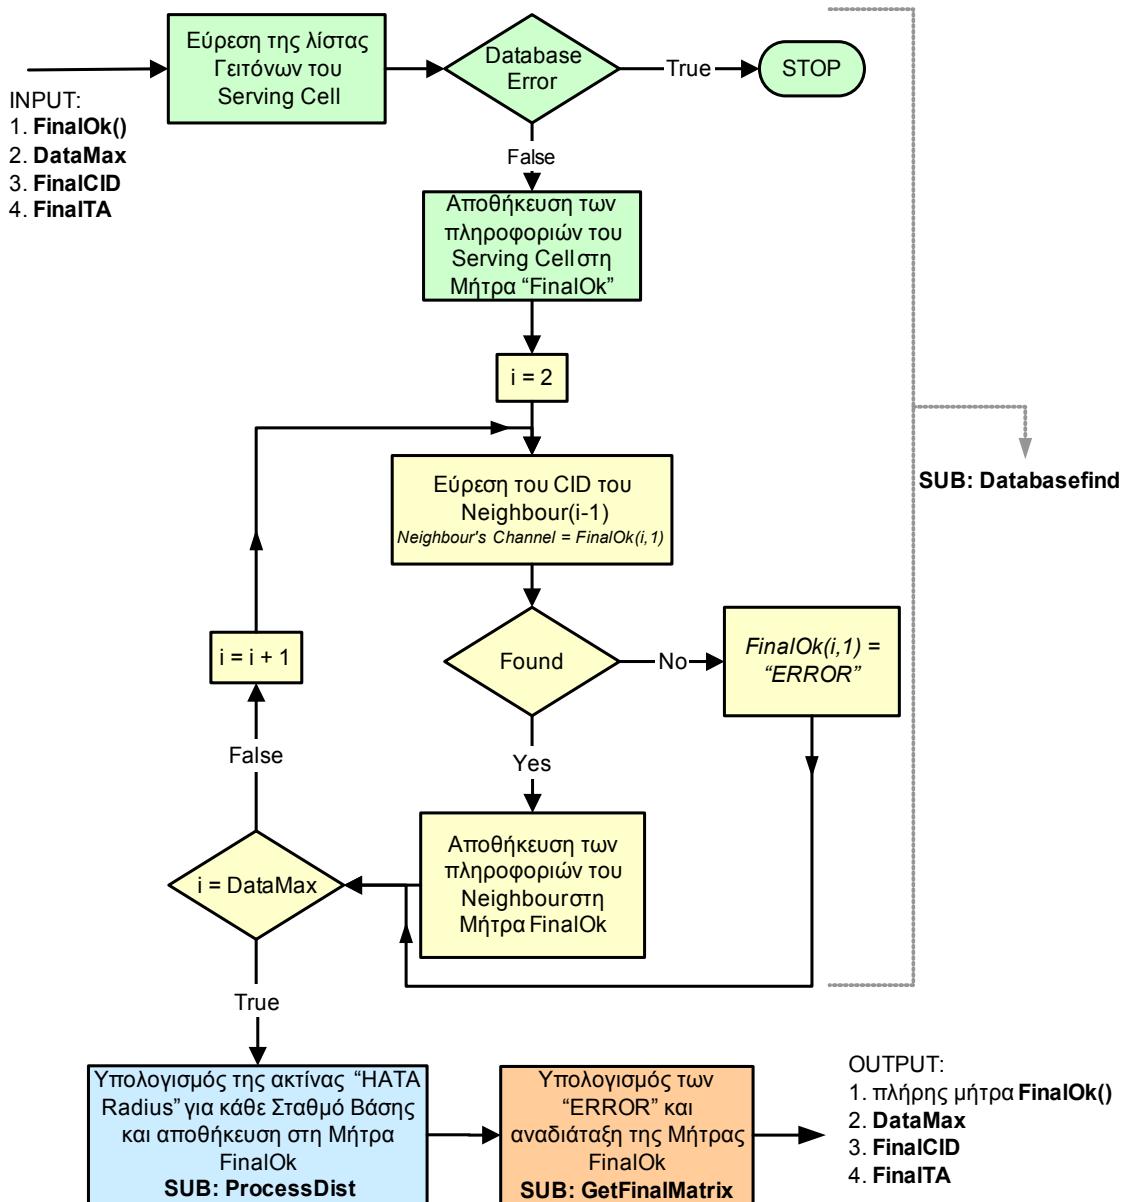 Εύρεση της λίστας
Γειτόνων του
Serving Cell
Database
Error
True
STOP
INPUT:
1. FinalOk()
2. DataMax
3. FinalCID
4. FinalTA
False
Αποθήκευση των
πληροφοριών του
Serving Cell στη
Μήτρα “FinalOk”
i = 2
Εύρεση του CID του
Neighbour(i-1)
Neighbour's Channel = FinalOk(i,1)
SUB: Databasefind
i = i + 1
Found
No
FinalOk(i,1) =
“ERROR”
False
Yes
i = DataMax
Αποθήκευση των
πληροφοριών του
Neighbourστη
Μήτρα FinalOk
True
Υπολογισμός της ακτίνας “HATA
Radius” για κάθε Σταθμό Βάσης
και αποθήκευση στη Μήτρα
FinalOk
SUB: ProcessDist
Υπολογισμός των
“ERROR” και
αναδιάταξη της Μήτρας
FinalOk
SUB: GetFinalMatrix
OUTPUT:
1. πλήρης μήτρα FinalOk()
2. DataMax
3. FinalCID
4. FinalTA